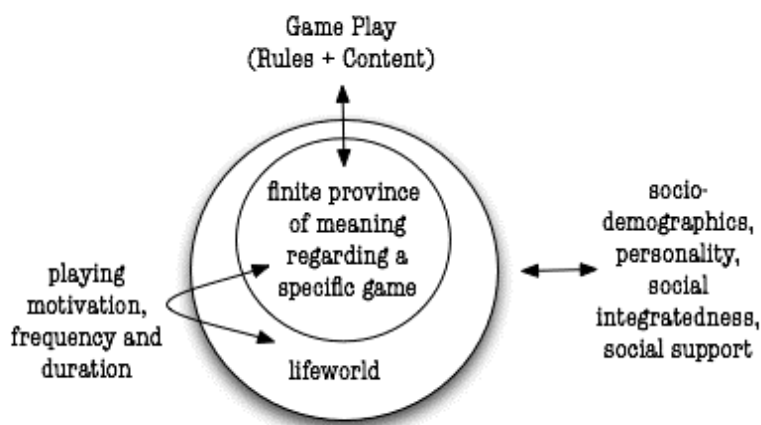 Game Play
(Rules + Content)
finite province
of meaning
regarding a
specific game
lifeworld
playing
motivation,
frequency and
duration
socio-
demographics,
personality,
social
integratedness,
social support